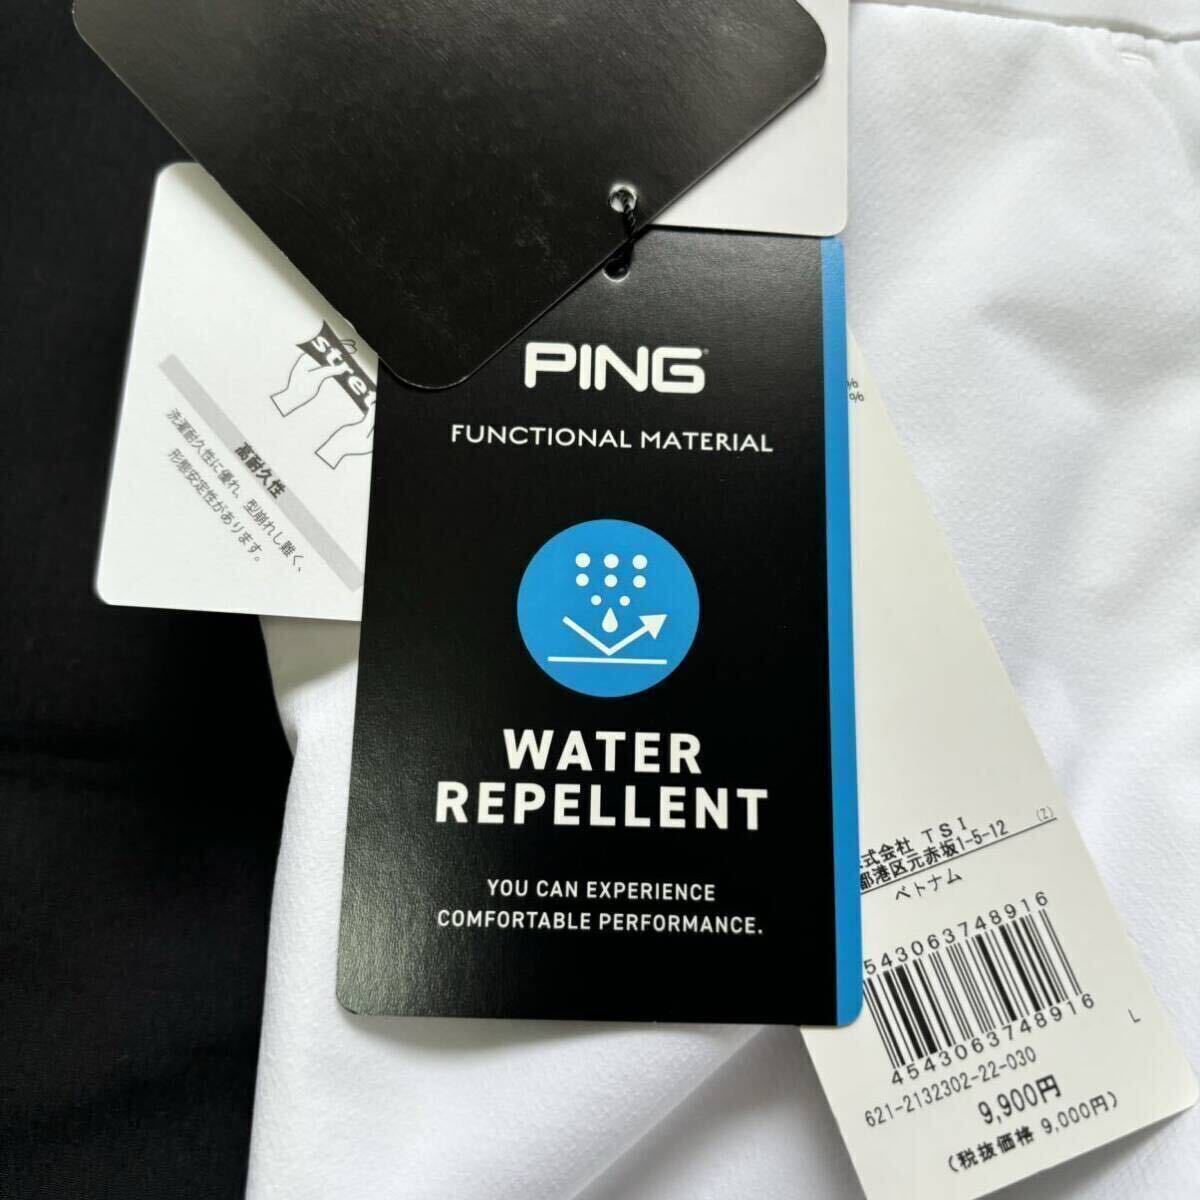 PING
FUNCTIONAL MATERIAL
WATER
REPELLENT
YOU CAN EXPERIENCE
COMFORTABLE PERFORMANCE.
高耐久性
洗濯耐久性に優れ、型崩れし難く、
形態安定性があります。
%
%
式会社 TSI
都港区元赤坂1-5-12 (Z)
ベトナム
543063748916
4543063748916
L
621-2132302-22-030
9,900円
(税抜価格 9,000円)